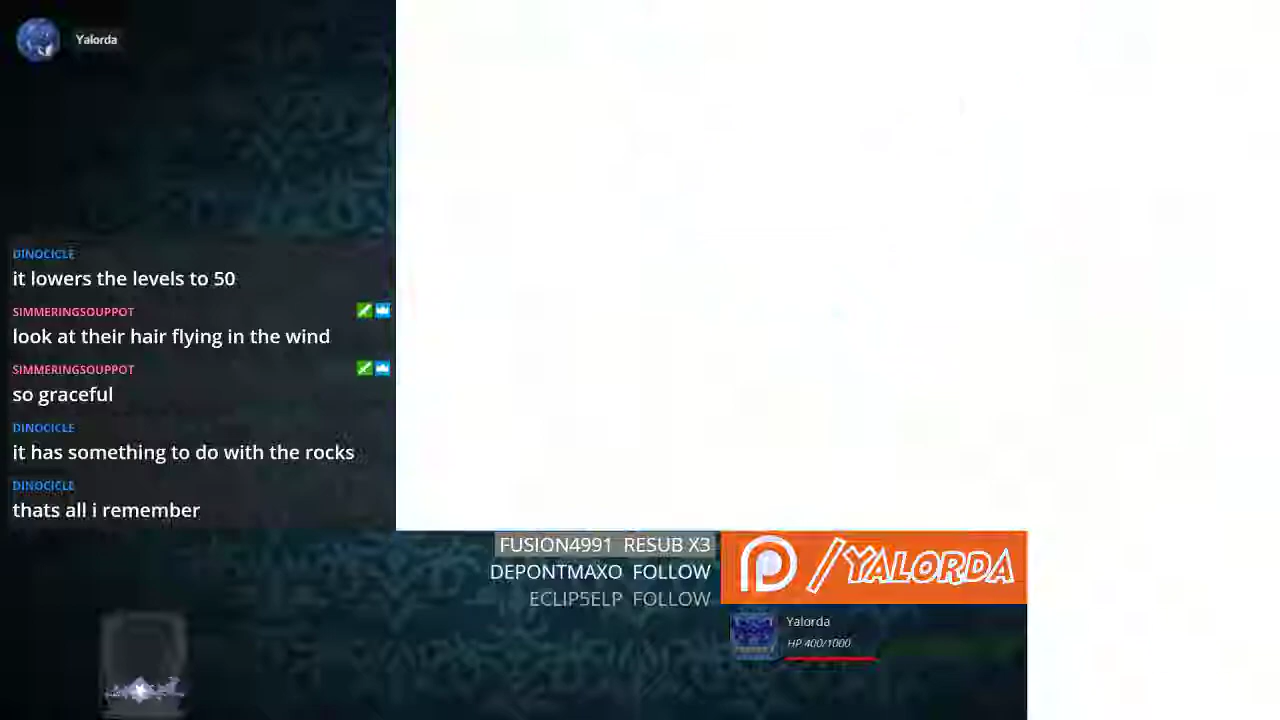 Yalorda
DINOCICLE
it lowers the levels to 50
SIMMERINGSOUPPOT
look at their hair flying in the wind
SIMMERINGSOUPPOT
so graceful
DINOCICLE
it has something to do with the rocks
DINOCICLE
thats all i remember
FUSION4991 RESUB X3
DEPONTMAXO FOLLOW
ECLIP5ELP FOLLOW
/YALORDA
Yalorda
HP 400/1000